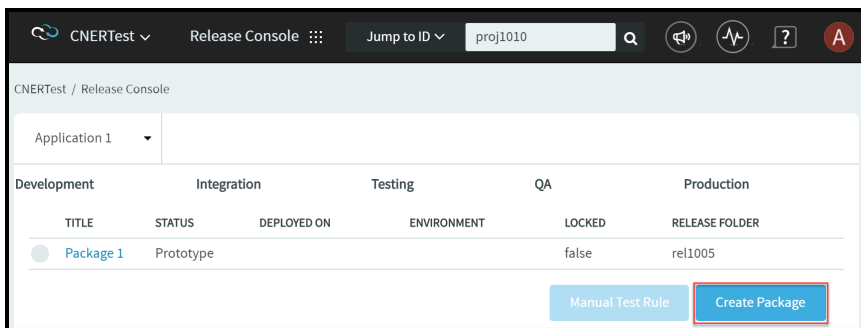 CNERTest Release Console Jump to ID proj1010 ? A
CNERTest / Release Console
Application 1
Development Integration Testing QA Production
TITLE STATUS DEPLOYED ON ENVIRONMENT LOCKED RELEASE FOLDER
Package 1 Prototype false rel1005
Manual Test Rule Create Package